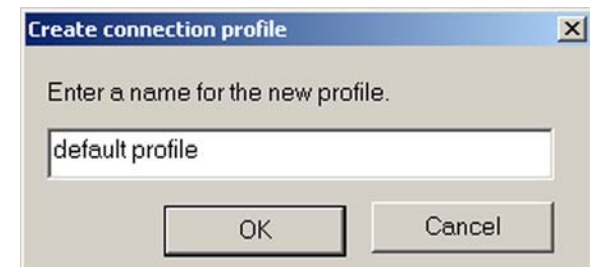 Create connection profile
Enter a name for the new profile.
default profile
OK Cancel